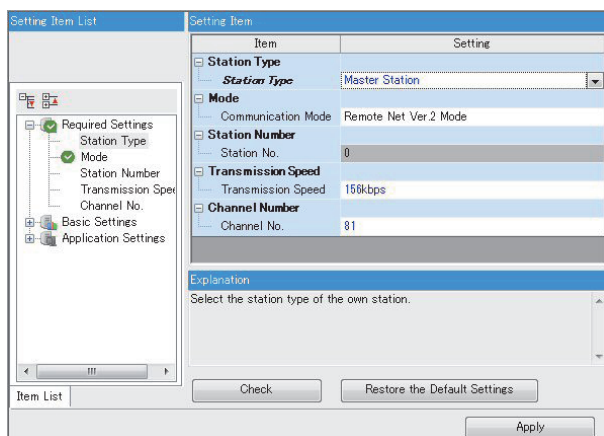 Setting Item List
Setting Item
Item Setting
Station Type
Station Type Master Station
Mode
Communication Mode Remote Net Ver.2 Mode
Station Number
Station No. 0
Transmission Speed
Transmission Speed 156kbps
Channel Number
Channel No. 81
Required Settings
Station Type
Mode
Station Number
Transmission Spee
Channel No.
Basic Settings
Application Settings
Item List
Explanation
Select the station type of the own station.
Check Restore the Default Settings
Apply